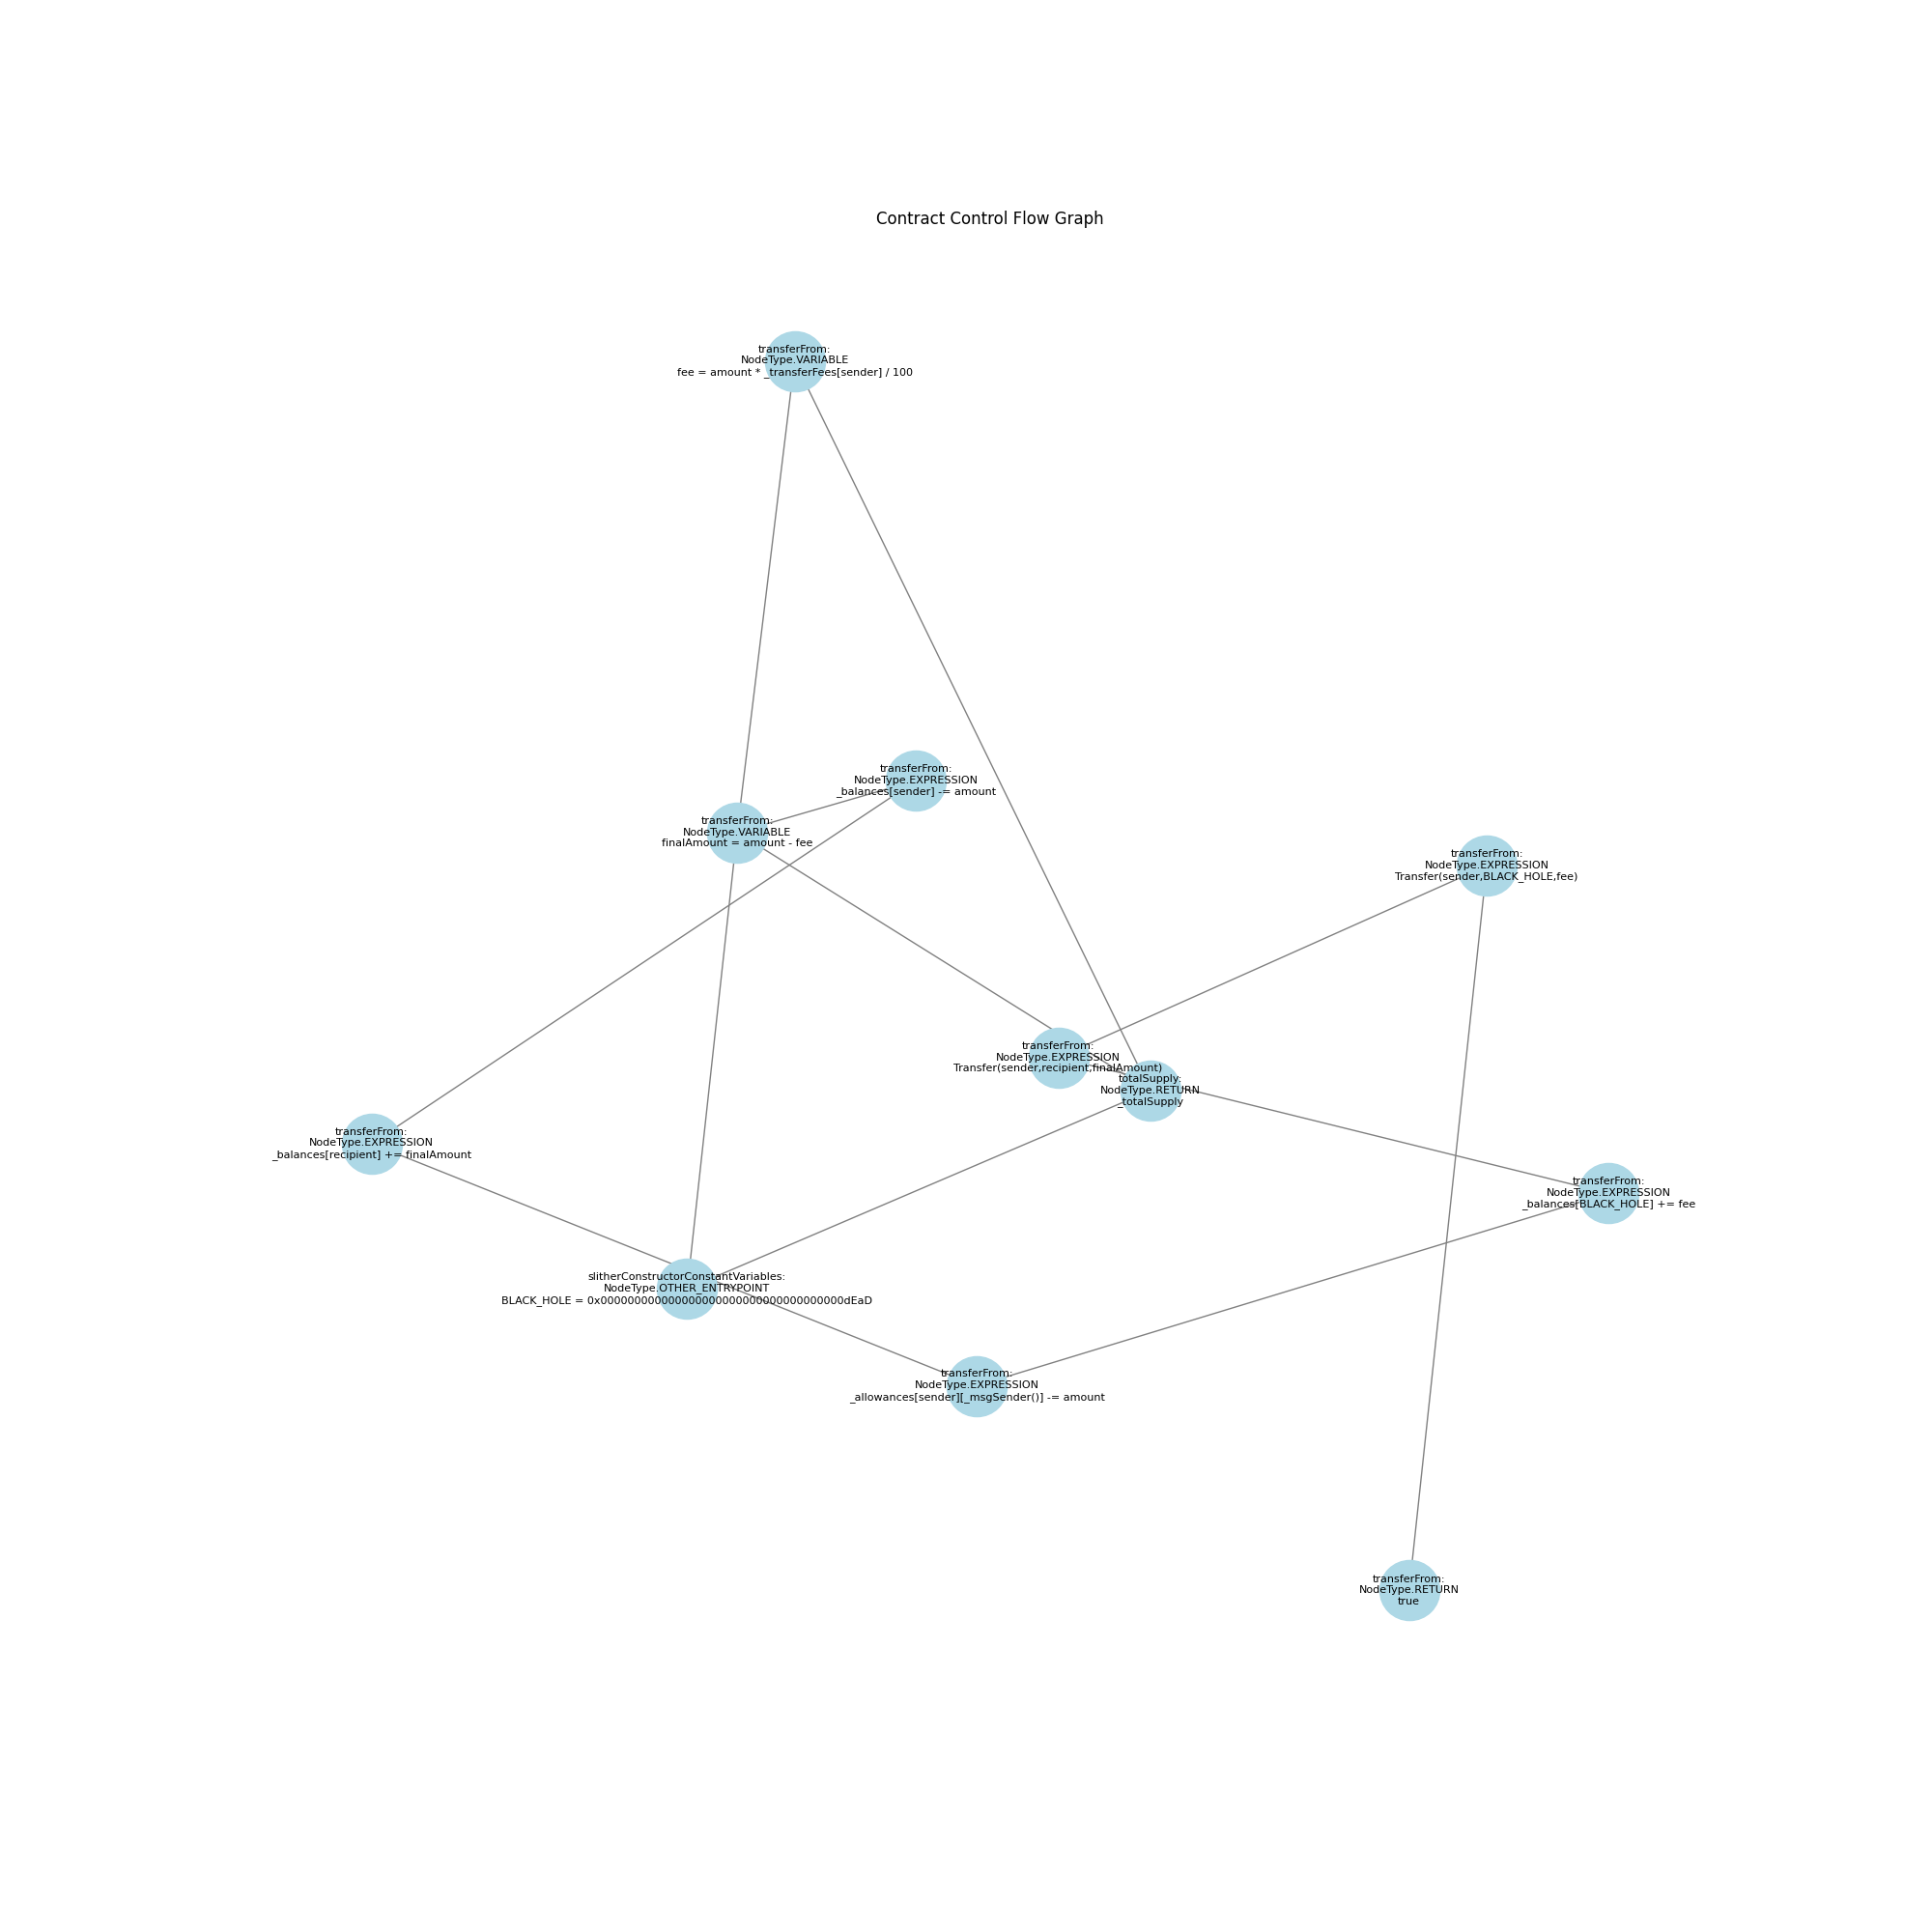 Contract Control Flow Graph
transferFrom:
NodeType.VARIABLE
fee = amount * _transferFees[sender] / 100
transferFrom:
NodeType.EXPRESSION
_balances[sender] -= amount
transferFrom:
NodeType.VARIABLE
finalAmount = amount - fee
transferFrom:
NodeType.EXPRESSION
Transfer(sender,BLACK_HOLE,fee)
transferFrom:
NodeType.EXPRESSION
Transfer(sender,recipient,finalAmount)
totalSupply:
NodeType.RETURN
_totalSupply
transferFrom:
NodeType.EXPRESSION
_balances[recipient] += finalAmount
transferFrom:
NodeType.EXPRESSION
_balances[BLACK_HOLE] += fee
slitherConstructorConstantVariables:
NodeType.OTHER_ENTRYPOINT
BLACK_HOLE = 0x000000000000000000000000000000000000dEaD
transferFrom:
NodeType.EXPRESSION
_allowances[sender][_msgSender()] -= amount
transferFrom:
NodeType.RETURN
true